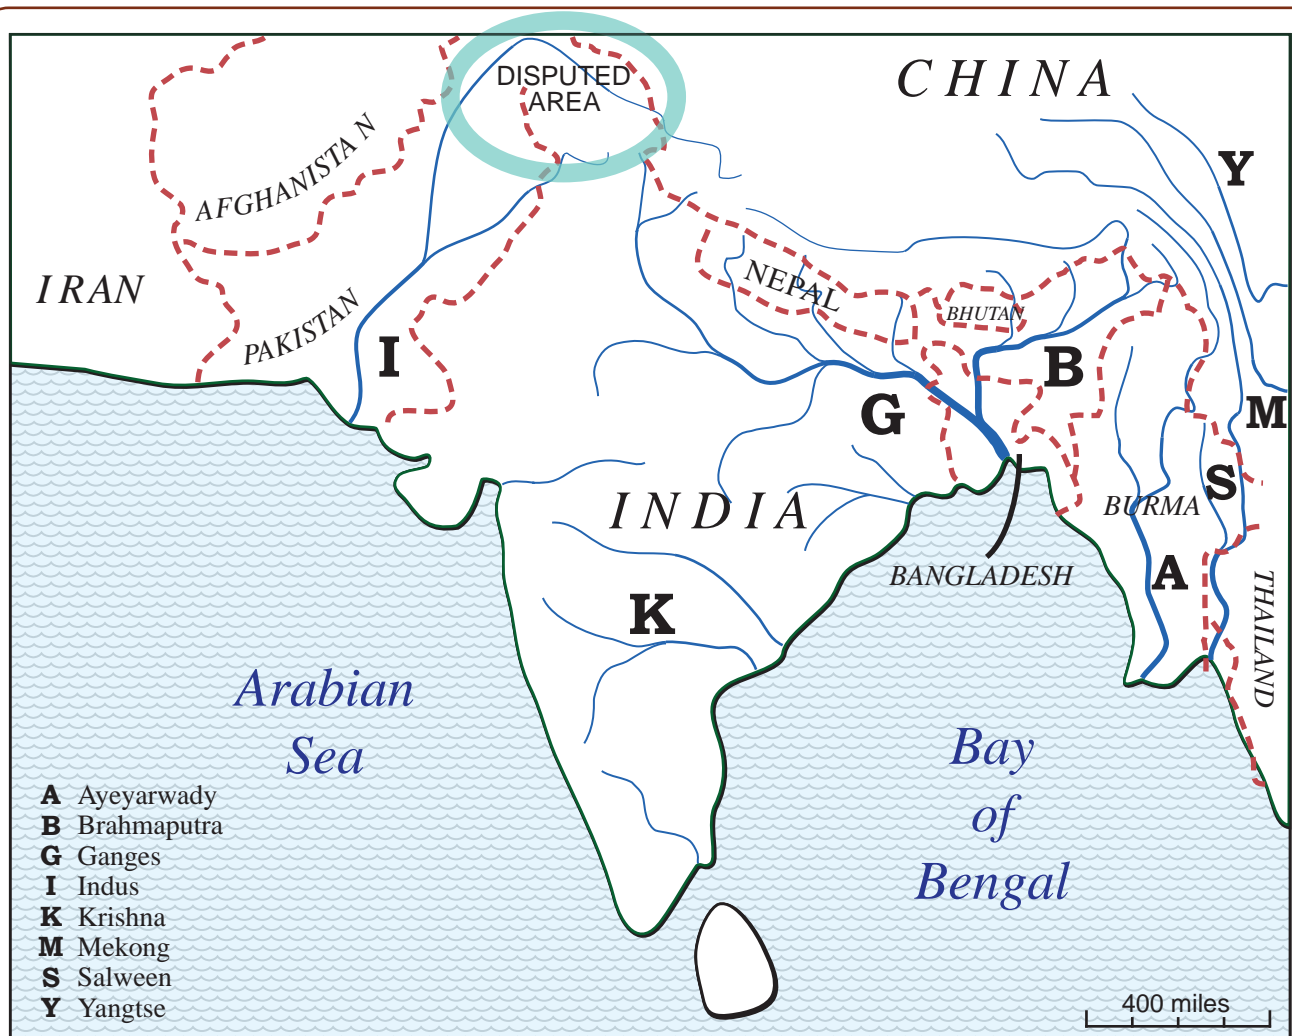 DISPUTED
AREA
CHINA
Y
AFGHANISTA N
IRAN
NEPAL
PAKISTAN
BHUTAN
I
B
G
M
S
INDIA
BURMA
BANGLADESH
A
THAILAND
K
Arabian
Sea
Bay
of
Bengal
A Ayeyarwady
B Brahmaputra
G Ganges
I Indus
K Krishna
M Mekong
S Salween
Y Yangtse
400 miles